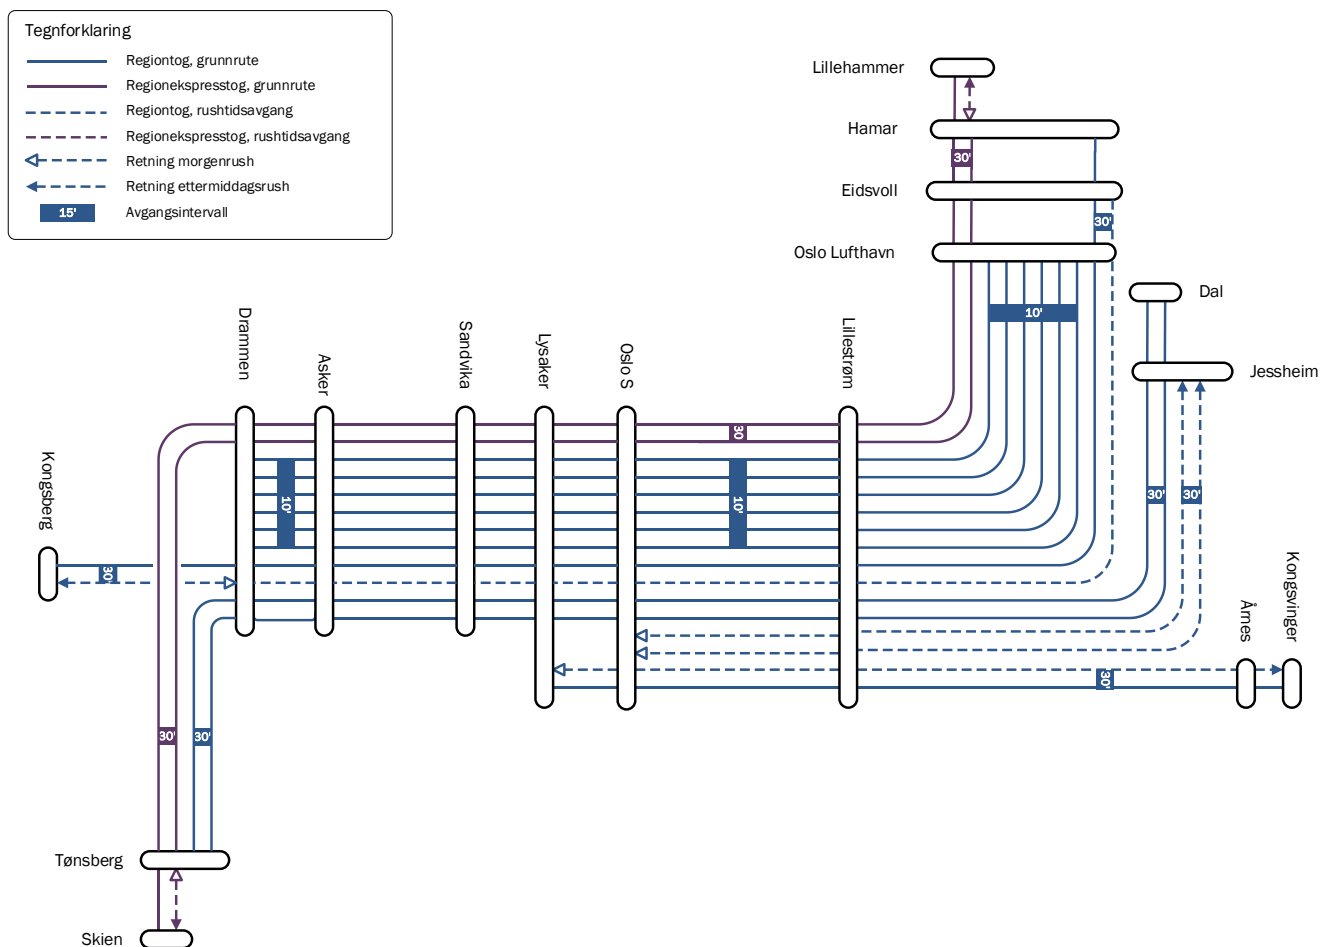 Tegnforklaring
Regiontog, grunnrute
Regionekspresstog, grunnrute
Regiontog, rushtidsavgang
Regionekspresstog, rushtidsavgang
Retning morgenrush
Retning ettermiddagsrush
15' Avgangsintervall
Lillehammer
Hamar
30'
Eidsvoll
30'
Oslo Lufthavn
Dal
10'
Jessheim
Drammen
Asker
Sandvika
Lysaker
Oslo S
Lillestrøm
30'
Kongsberg
10'
10'
30'
30'
30'
Kongsvinger
Årnes
30'
30'
30'
Tønsberg
Skien